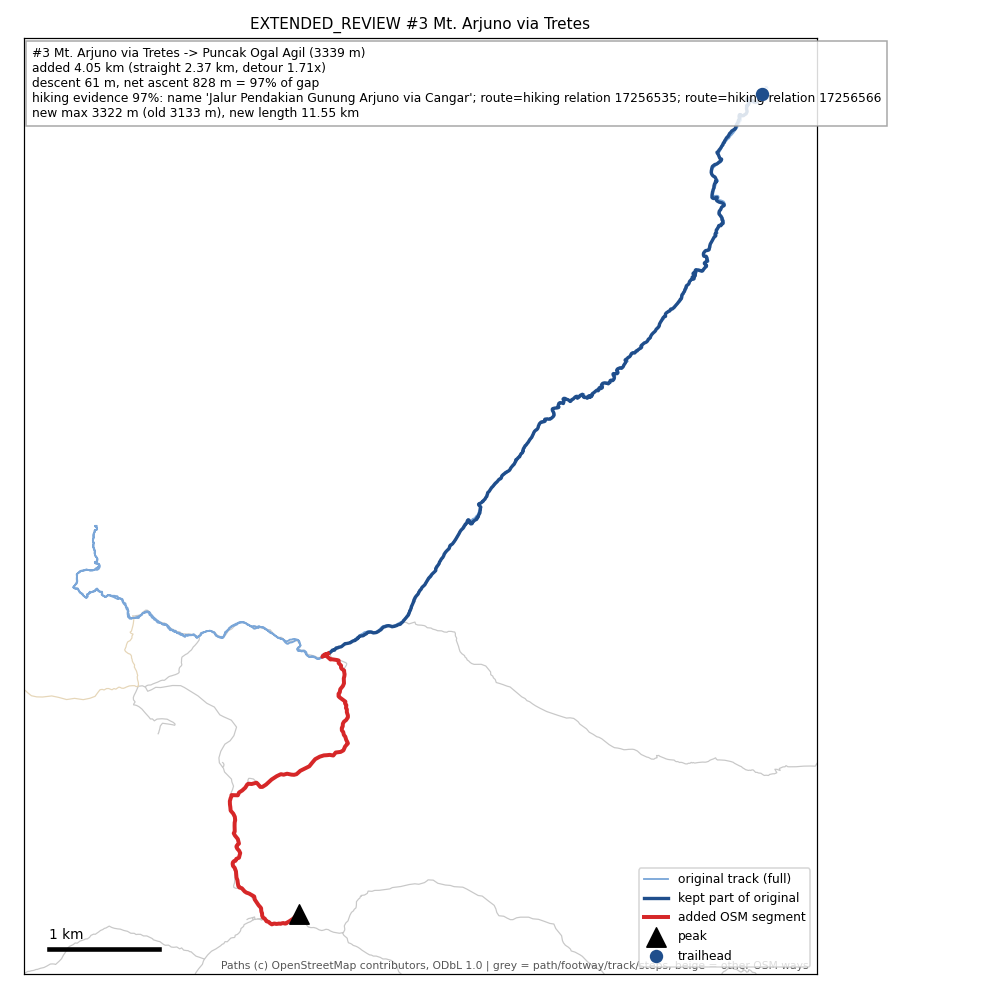 EXTENDED_REVIEW #3 Mt. Arjuno via Tretes
#3 Mt. Arjuno via Tretes -> Puncak Ogal Agil (3339 m)
added 4.05 km (straight 2.37 km, detour 1.71x)
descent 61 m, net ascent 828 m = 97% of gap
hiking evidence 97%: name 'Jalur Pendakian Gunung Arjuno via Cangar'; route=hiking relation 17256535; route=hiking relation 17256566
new max 3322 m (old 3133 m), new length 11.55 km
original track (full)
kept part of original
added OSM segment
peak
trailhead
1 km
Paths (c) OpenStreetMap contributors, ODbL 1.0 | grey = path/footway/track/steps, beige = other OSM ways